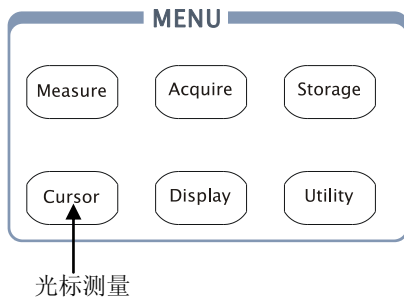 MENU
Measure Acquire Storage
Cursor Display Utility
光标测量